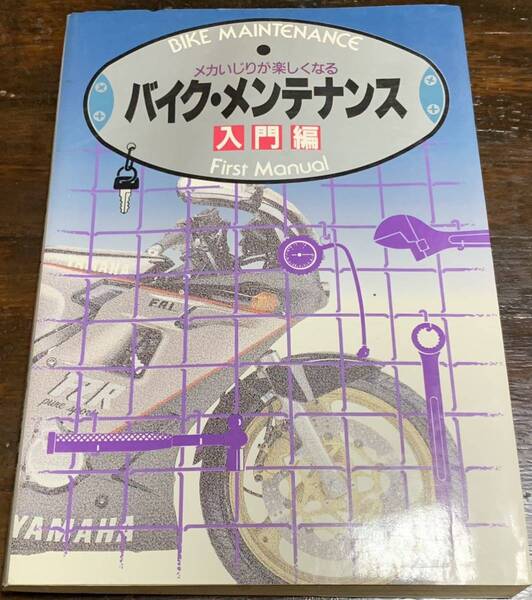 BIKE MAINTENANCE
メカいじりが楽しくなる
バイク・メンテナンス
入門編
First Manual
YAMAHA